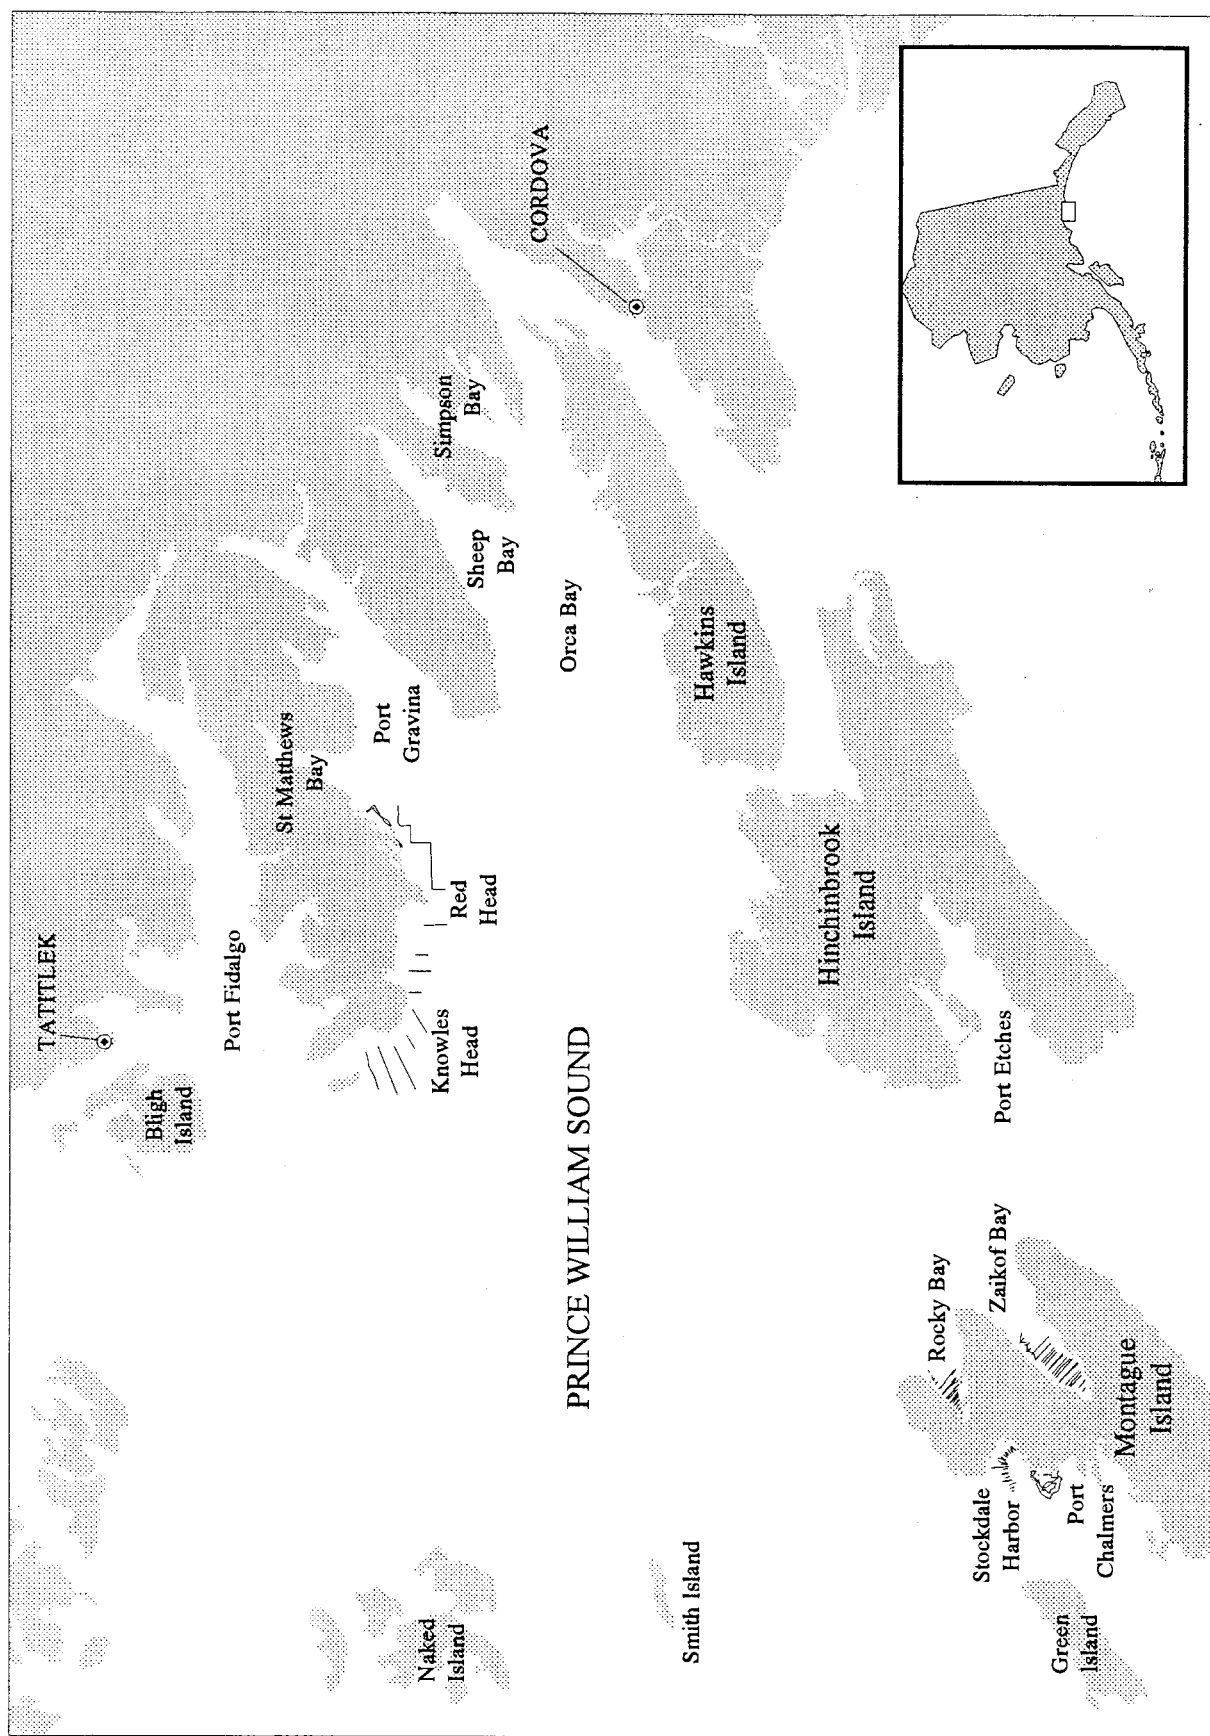 TATITLEK
Bligh
Island
Port Fidalgo
St Matthews
Bay
Port
Gravina
Red
Head
Knowles
Head
Simpson
Bay
Sheep
Bay
Orca Bay
CORDOVA
Hawkins
Island
PRINCE WILLIAM SOUND
Naked
Island
Smith Island
Hinchinbrook
Island
Port Etches
Rocky Bay
Zaikof Bay
Stockdale
Harbor
Port
Chalmers
Montague
Island
Green
Island